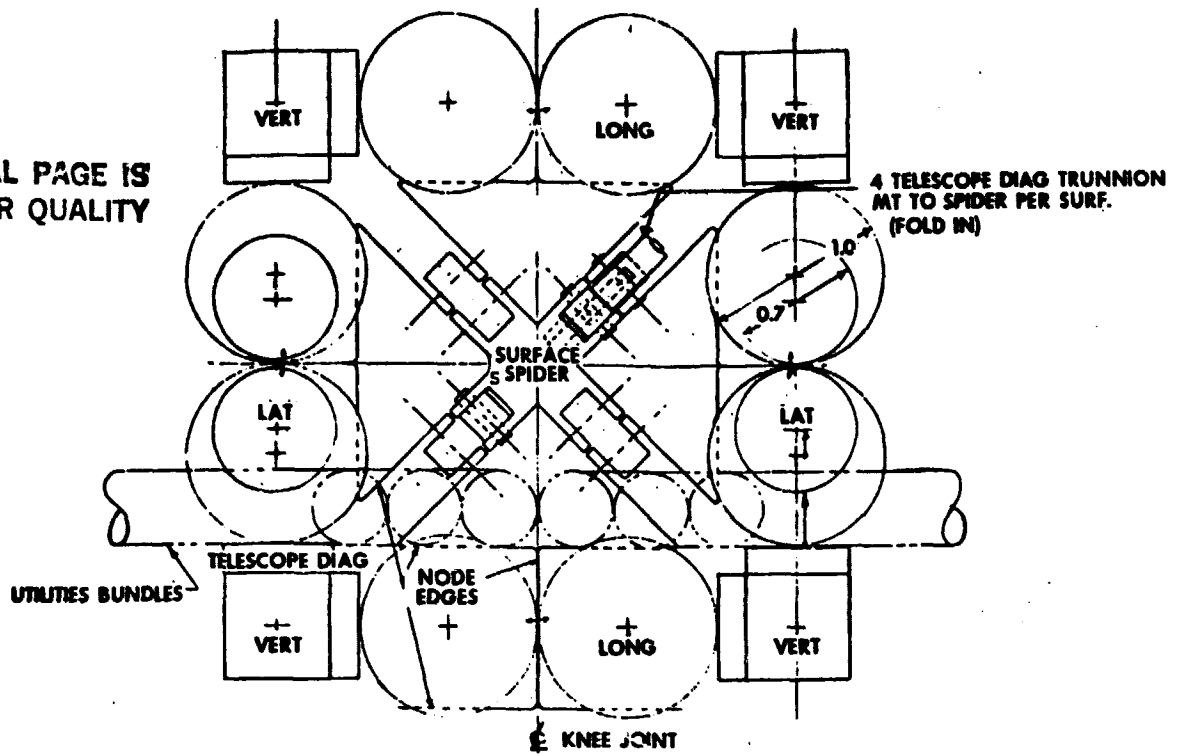 VERT
LONG
VERT
AL PAGE IS
R QUALITY
4 TELESCOPE DIAG TRUNNION
MT TO SPIDER PER SURF.
(FOLD IN)
1.0
0.7
SURFACE
SPIDER
S
LAT
LAT
TELESCOPE DIAG
NODE
EDGES
UTILITIES BUNDLES
VERT
LONG
VERT
℄ KNEE JOINT